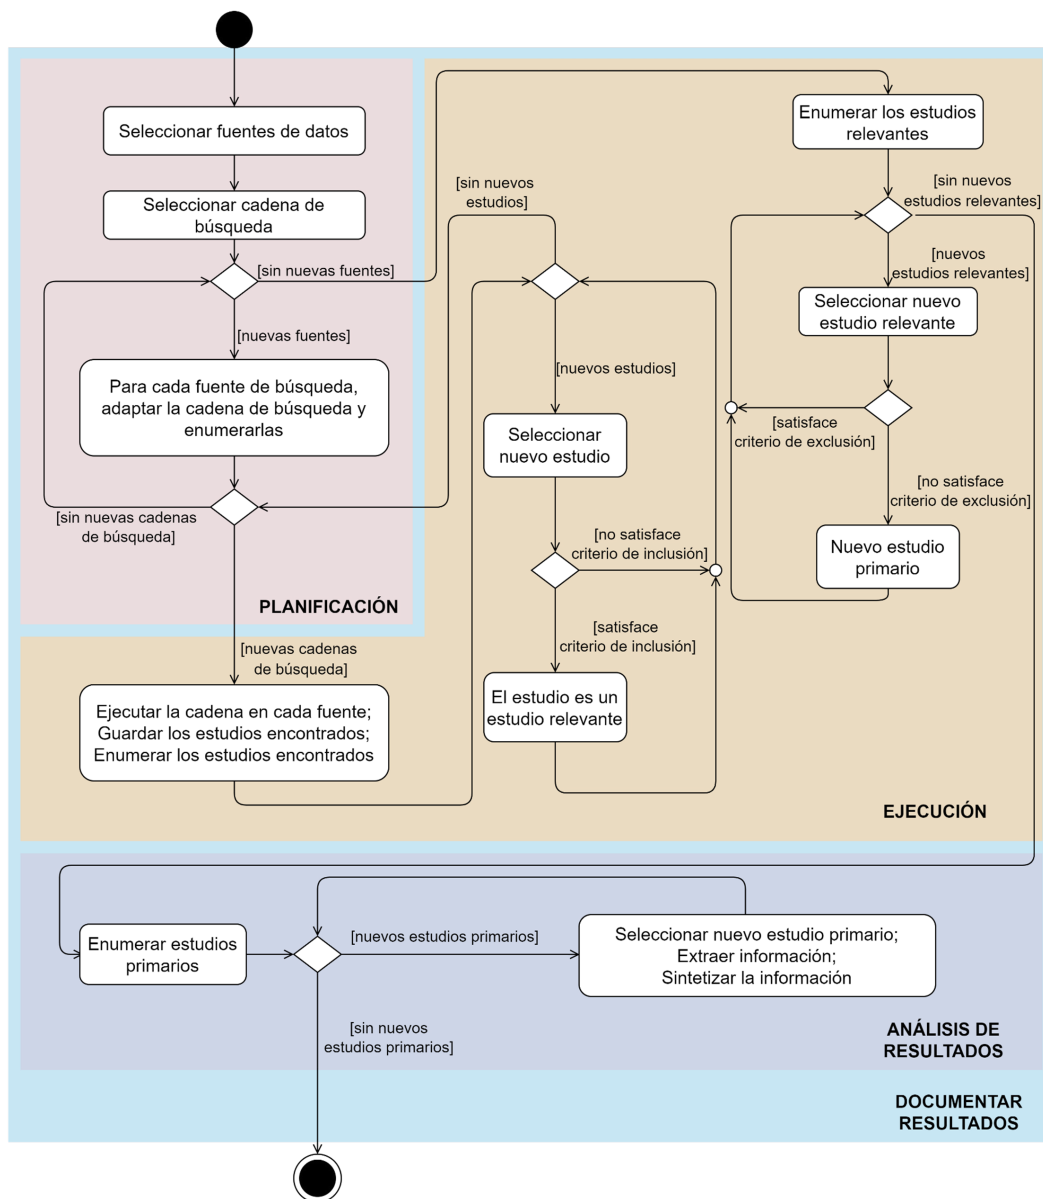 Seleccionar fuentes de datos
Seleccionar cadena de
búsqueda
[sin nuevas fuentes]
[nuevas fuentes]
Para cada fuente de búsqueda,
adaptar la cadena de búsqueda y
enumerarlas
[sin nuevas cadenas
de búsqueda]
PLANIFICACIÓN
[nuevas cadenas
de búsqueda]
Ejecutar la cadena en cada fuente;
Guardar los estudios encontrados;
Enumerar los estudios encontrados
[sin nuevos
estudios]
[nuevos estudios]
Seleccionar
nuevo estudio
[no satisface
criterio de inclusión]
[satisface
criterio de inclusión]
El estudio es un
estudio relevante
Enumerar los estudios
relevantes
[sin nuevos
estudios relevantes]
[nuevos
estudios relevantes]
Seleccionar nuevo
estudio relevante
[satisface
criterio de exclusión]
[no satisface
criterio de exclusión]
Nuevo estudio
primario
EJECUCIÓN
Enumerar estudios
primarios
[nuevos estudios primarios]
Seleccionar nuevo estudio primario;
Extraer información;
Sintetizar la información
[sin nuevos
estudios primarios]
ANÁLISIS DE
RESULTADOS
DOCUMENTAR
RESULTADOS